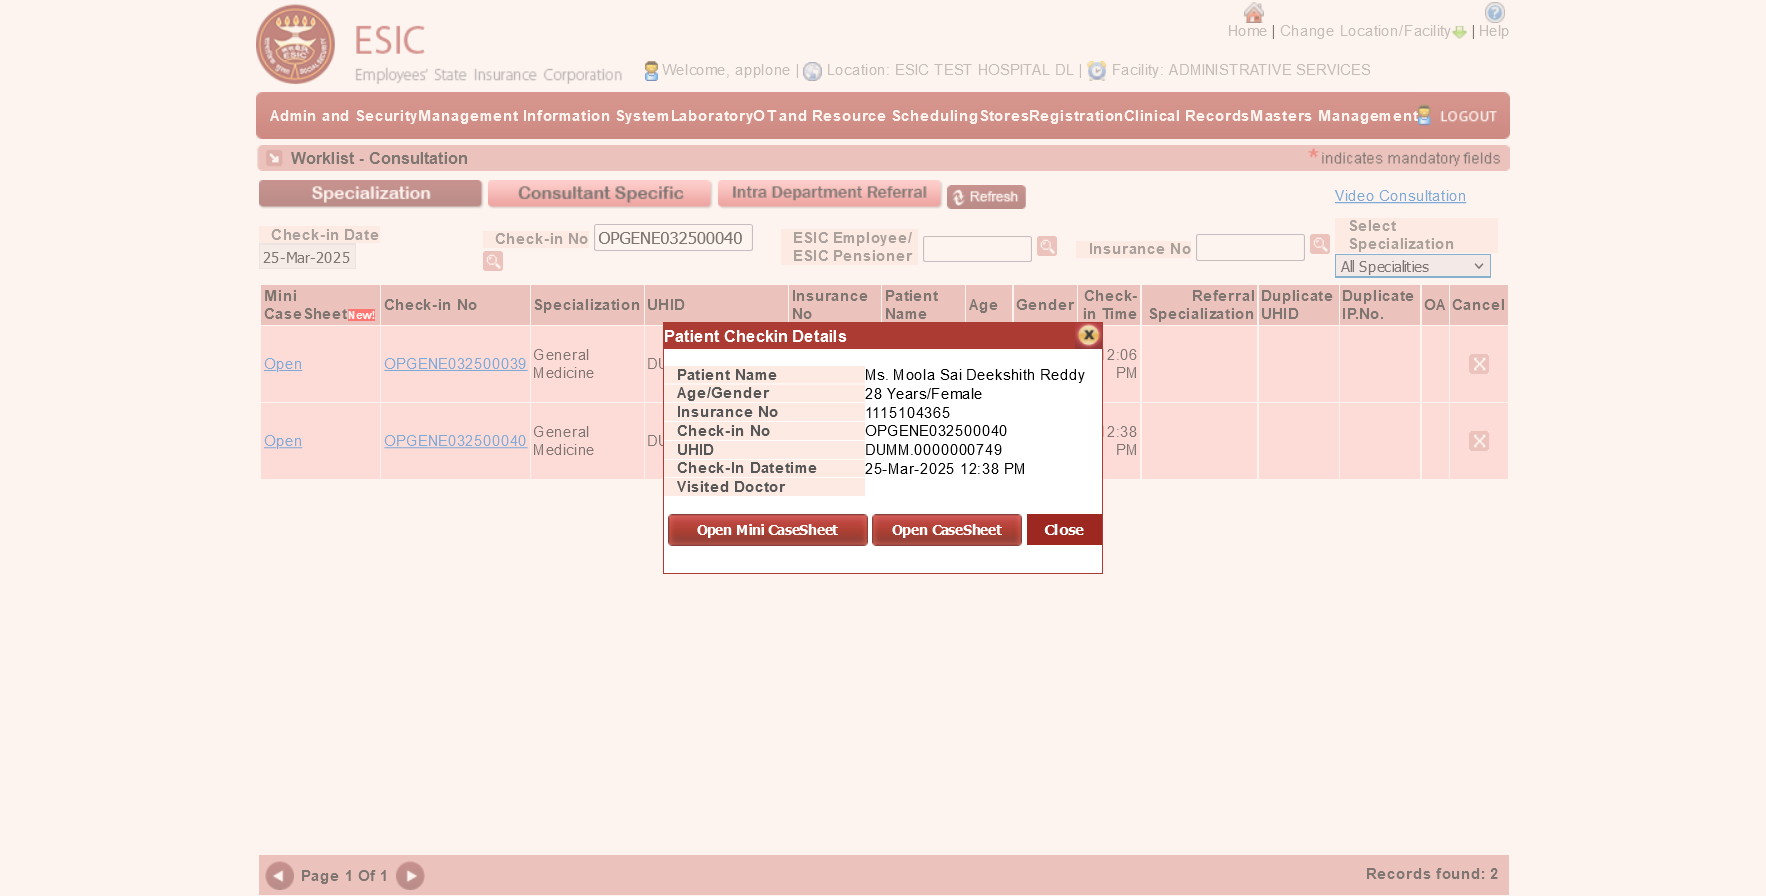 ESIC
Employees' State Insurance Corporation
Home | Change Location/Facility | Help
Welcome, applone | Location: ESIC TEST HOSPITAL DL | Facility: ADMINISTRATIVE SERVICES
Admin and Security Management Information System Laboratory OT and Resource Scheduling Stores Registration Clinical Records Masters Management LOGOUT
Worklist - Consultation
* indicates mandatory fields
Specialization Consultant Specific Intra Department Referral Refresh
Video Consultation
Check-in Date
25-Mar-2025
Check-in No OPGENE032500040
ESIC Employee/
ESIC Pensioner
Insurance No
Select
Specialization
All Specialities
Mini
CaseSheet New!
Check-in No
Specialization
UHID
Insurance
No
Patient
Name
Age
Gender
Check-
in Time
Referral
Specialization
Duplicate
UHID
Duplicate
IP.No.
OA
Cancel
Open
OPGENE032500039
General
Medicine
2:06
PM
Open
OPGENE032500040
General
Medicine
2:38
PM
Patient Checkin Details
Patient Name Ms. Moola Sai Deekshith Reddy
Age/Gender 28 Years/Female
Insurance No 1115104365
Check-in No OPGENE032500040
UHID DUMM.0000000749
Check-In Datetime 25-Mar-2025 12:38 PM
Visited Doctor
Open Mini CaseSheet Open CaseSheet Close
Page 1 Of 1
Records found: 2